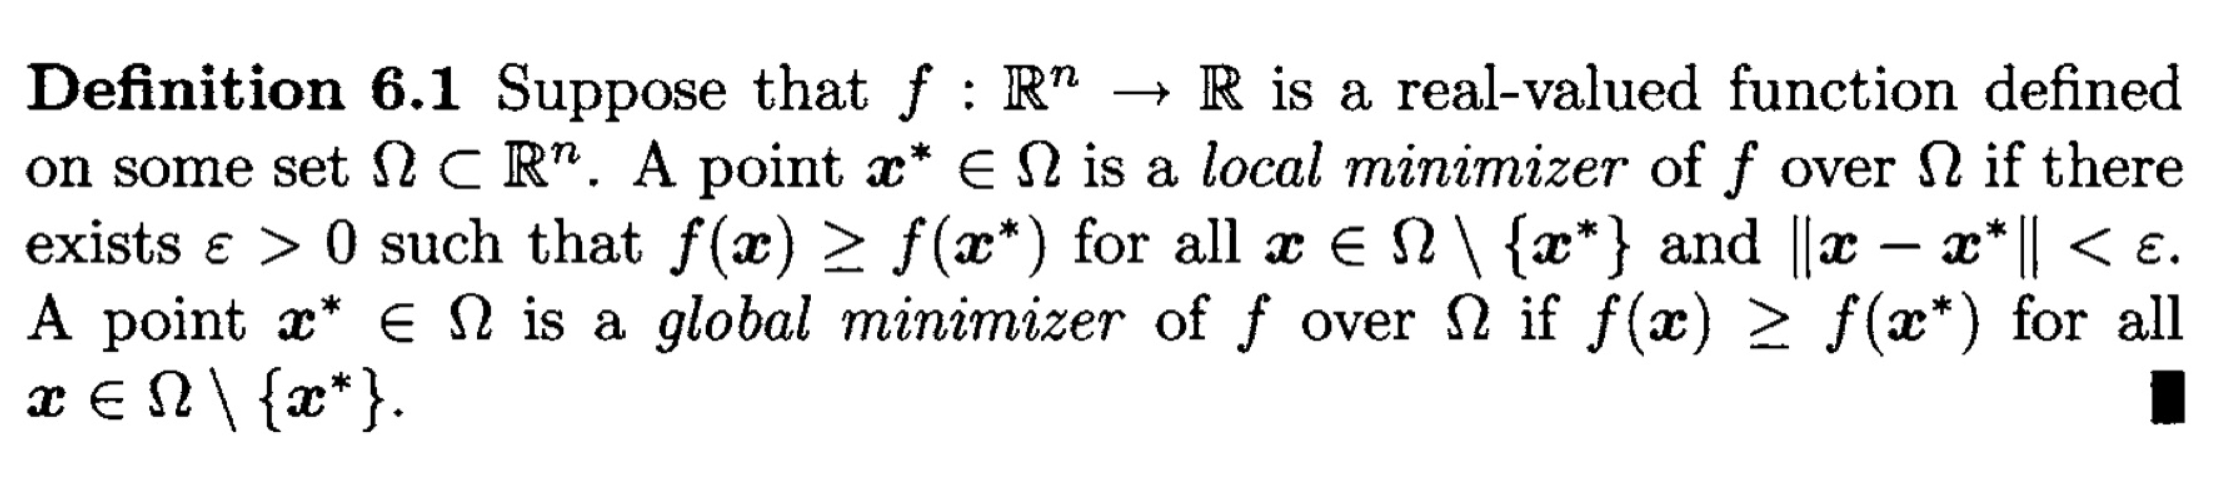 Definition 6.1 Suppose that f : ℝⁿ → ℝ is a real-valued function defined
on some set Ω ⊂ ℝⁿ. A point x* ∈ Ω is a local minimizer of f over Ω if there
exists ε > 0 such that f(x) ≥ f(x*) for all x ∈ Ω \ {x*} and ‖x − x*‖ < ε.
A point x* ∈ Ω is a global minimizer of f over Ω if f(x) ≥ f(x*) for all
x ∈ Ω \ {x*}. ∎